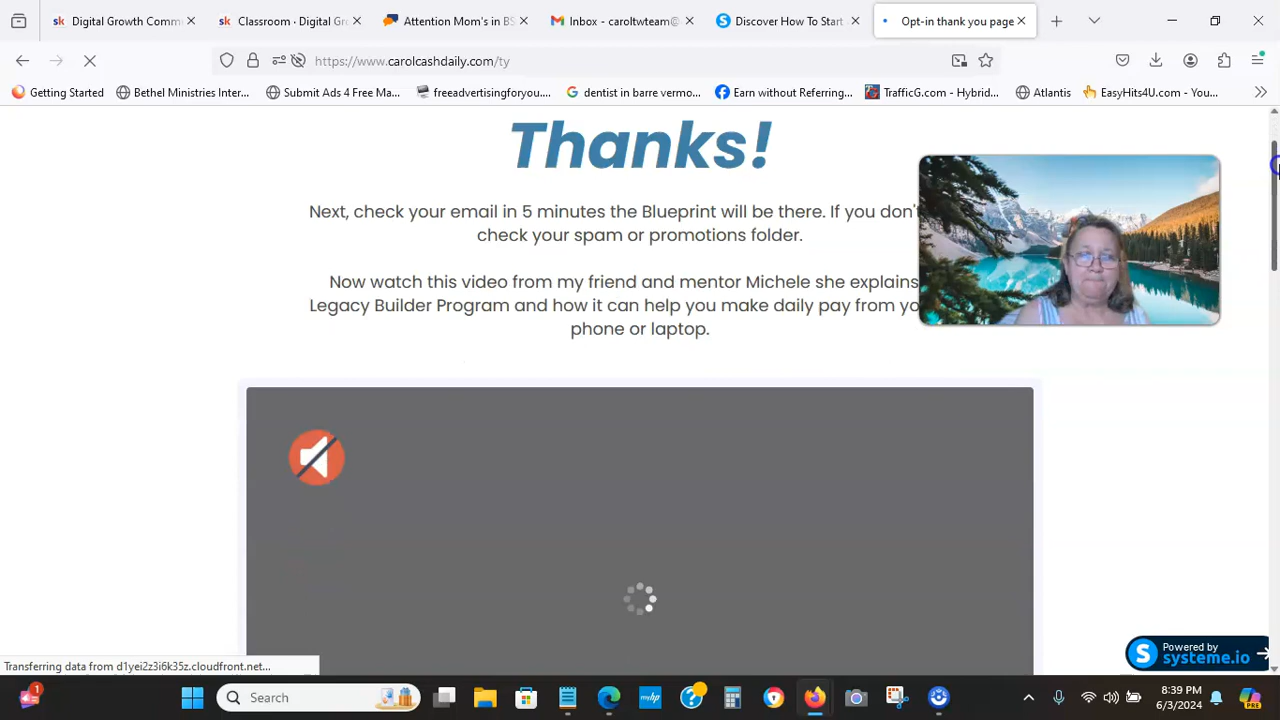 Digital Growth Comm
Classroom · Digital Gr
Attention Mom's in BS
Inbox - caroltwteam@
Discover How To Start
Opt-in thank you page
https://www.carolcashdaily.com/ty
Getting Started
Bethel Ministries Inter...
Submit Ads 4 Free Ma...
freeadvertisingforyou....
dentist in barre vermo...
Earn without Referring...
TrafficG.com - Hybrid...
Atlantis
EasyHits4U.com - You...
Thanks!
Next, check your email in 5 minutes the Blueprint will be there. If you don't
check your spam or promotions folder.
Now watch this video from my friend and mentor Michele she explains
Legacy Builder Program and how it can help you make daily pay from yo
phone or laptop.
Powered by
systeme.io
Transferring data from d1yei2z3i6k35z.cloudfront.net...
1
Search
8:39 PM
6/3/2024
PRE